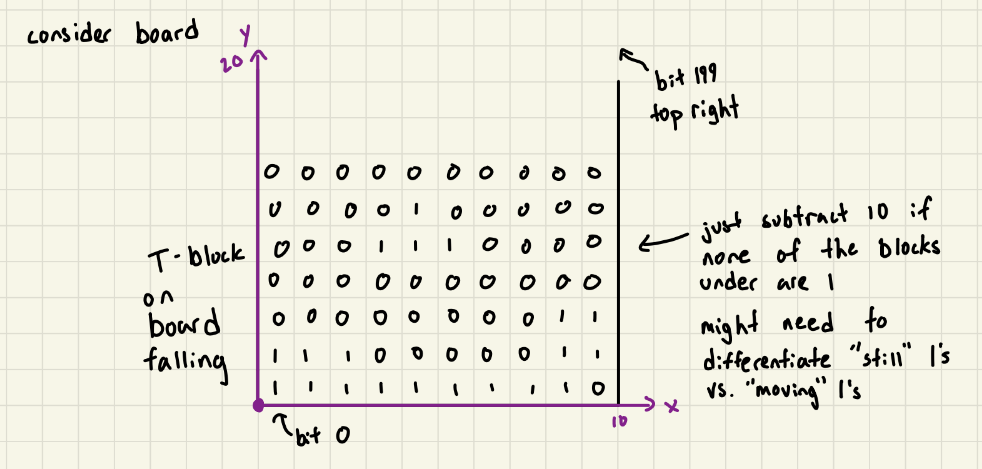 consider board
y
20
bit 199
top right
0 0 0 0 0 0 0 0 0 0
0 0 0 0 1 0 0 0 0 0
0 0 0 1 1 1 0 0 0 0
0 0 0 0 0 0 0 0 0 0
0 0 0 0 0 0 0 0 1 1
1 1 1 0 0 0 0 0 1 1
1 1 1 1 1 1 1 1 1 0
T-block
on
board
falling
just subtract 10 if
none of the blocks
under are 1
might need to
differentiate "still" 1's
vs. "moving" 1's
x
10
bit 0